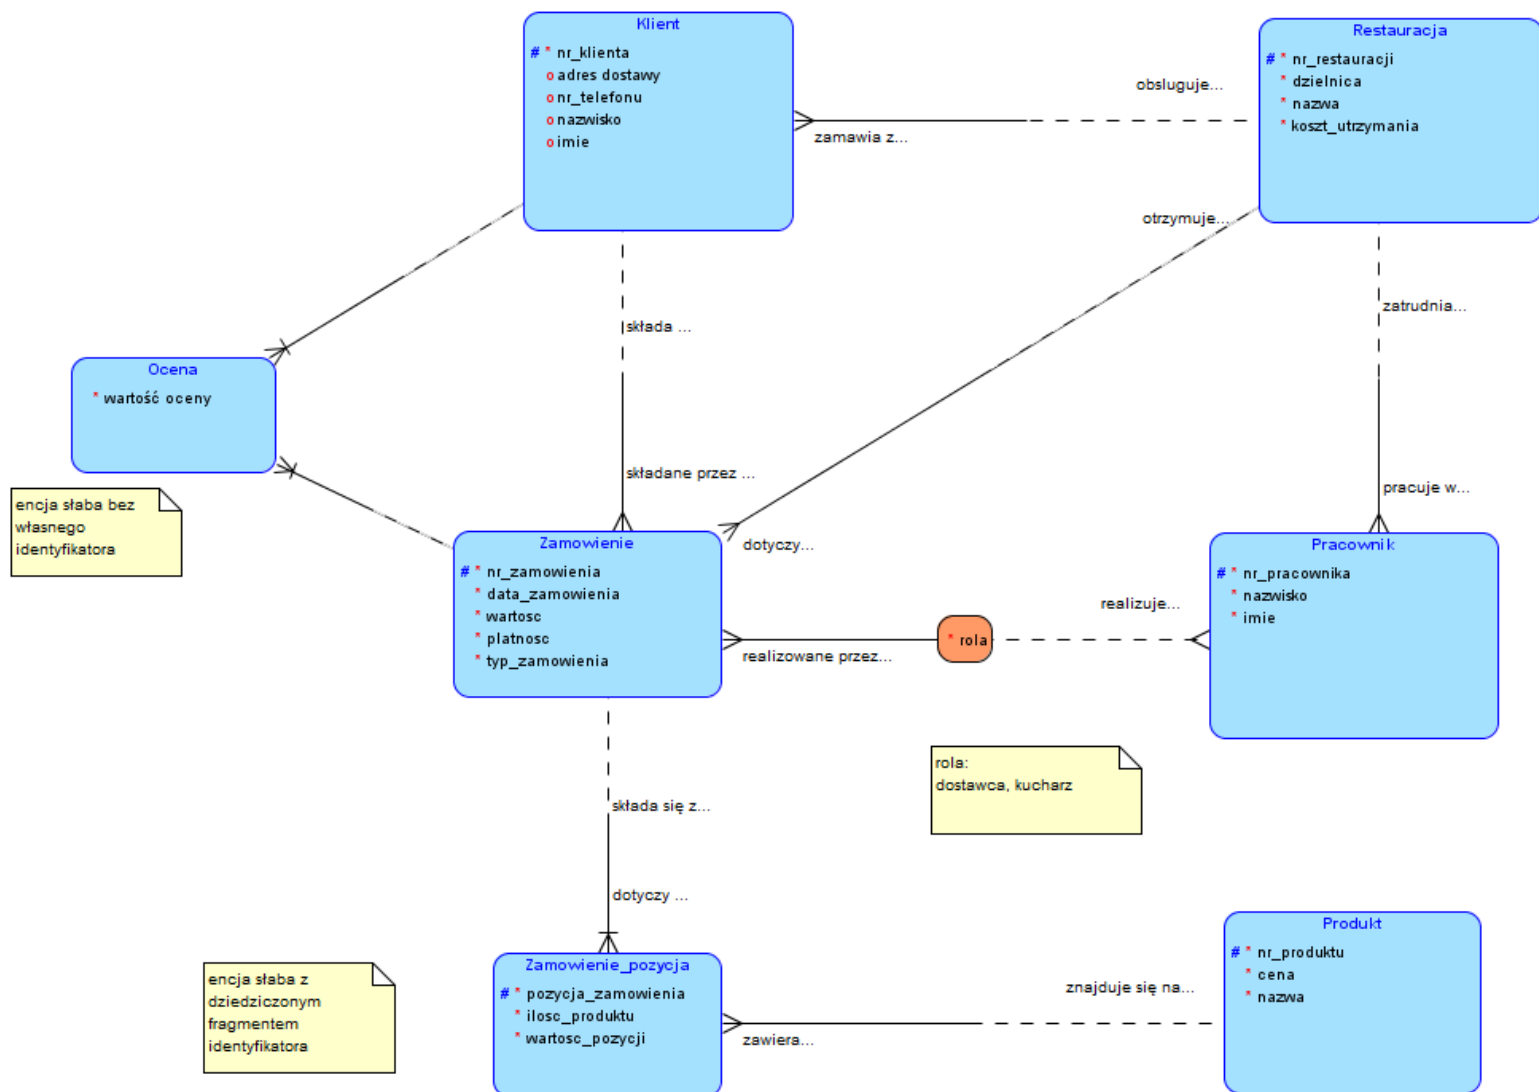 Klient
# * nr_klienta
o adres dostawy
o nr_telefonu
o nazwisko
o imie
Restauracja
# * nr_restauracji
* dzielnica
* nazwa
* koszt_utrzymania
obsluguje...
zamawia z...
otrzymuje...
składa ...
zatrudnia...
Ocena
* wartość oceny
składane przez ...
pracuje w...
encja słaba bez
własnego
identyfikatora
dotyczy...
Zamowienie
# * nr_zamowienia
* data_zamowienia
* wartosc
* platnosc
* typ_zamowienia
Pracownik
# * nr_pracownika
* nazwisko
* imie
realizuje...
* rola
realizowane przez...
rola:
dostawca, kucharz
składa się z...
dotyczy ...
encja słaba z
dziedziczonym
fragmentem
identyfikatora
Zamowienie_pozycja
# * pozycja_zamowienia
* ilosc_produktu
* wartosc_pozycji
znajduje się na...
zawiera...
Produkt
# * nr_produktu
* cena
* nazwa